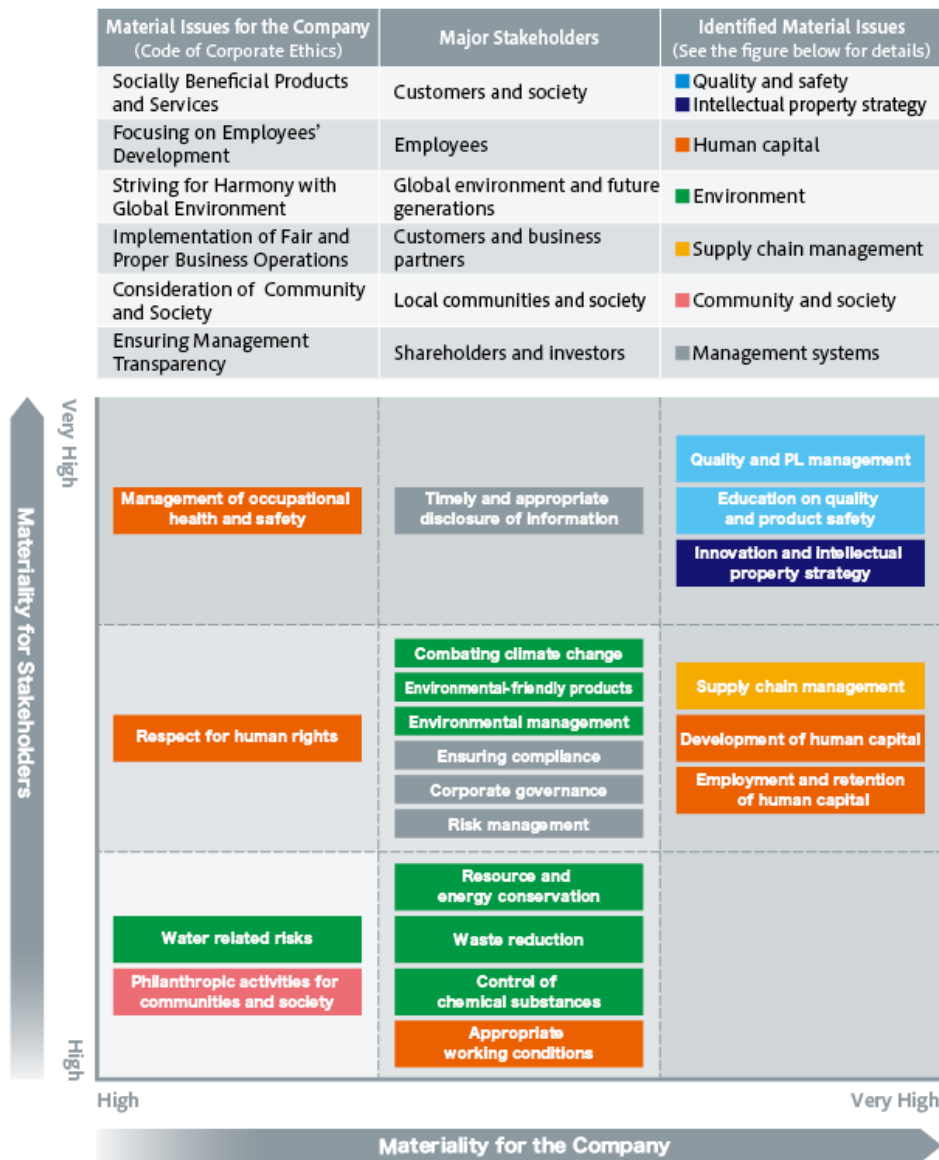 Material Issues for the Company
(Code of Corporate Ethics)
Major Stakeholders
Identified Material Issues
(See the figure below for details)
Socially Beneficial Products
and Services
Customers and society
Quality and safety
Intellectual property strategy
Focusing on Employees'
Development
Employees
Human capital
Striving for Harmony with
Global Environment
Global environment and future
generations
Environment
Implementation of Fair and
Proper Business Operations
Customers and business
partners
Supply chain management
Consideration of Community
and Society
Local communities and society
Community and society
Ensuring Management
Transparency
Shareholders and investors
Management systems
Materiality for Stakeholders
Very High
Management of occupational
health and safety
Timely and appropriate
disclosure of information
Quality and PL management
Education on quality
and product safety
Innovation and intellectual
property strategy
Respect for human rights
Combating climate change
Environmental-friendly products
Environmental management
Ensuring compliance
Corporate governance
Risk management
Supply chain management
Development of human capital
Employment and retention
of human capital
Water related risks
Philanthropic activities for
communities and society
Resource and
energy conservation
Waste reduction
Control of
chemical substances
Appropriate
working conditions
High
High
Very High
Materiality for the Company